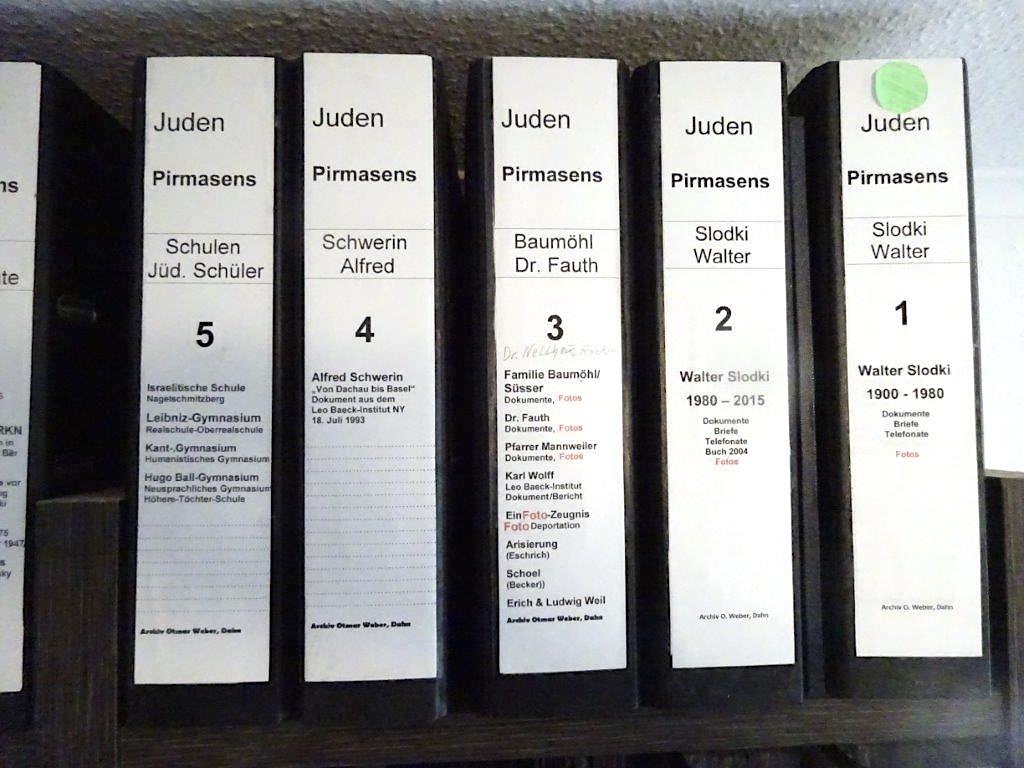 Juden
Pirmasens
Schulen
Jüd. Schüler
5
Israelitische Schule
Nagelschmitzberg
Leibniz-Gymnasium
Realschule-Oberrealschule
Kant-.Gymnasium
Humanistisches Gymnasium
Hugo Ball-Gymnasium
Neusprachliches Gymnasium
Höhere-Töchter-Schule
Archiv Otmar Weber, Dahn
Juden
Pirmasens
Schwerin
Alfred
4
Alfred Schwerin
„Von Dachau bis Basel“
Dokument aus dem
Leo Baeck-Institut NY
18. Juli 1993
Archiv Otmar Weber, Dahn
Juden
Pirmasens
Baumöhl
Dr. Fauth
3
Dr.
Familie Baumöhl/
Süsser
Dokumente, Fotos
Dr. Fauth
Dokumente, Fotos
Pfarrer Mannweiler
Dokumente, Fotos
Karl Wolff
Leo Baeck-Institut
Dokument/Bericht
EinFoto-Zeugnis
Foto Deportation
Arisierung
(Eschrich)
Schoel
(Becker))
Erich & Ludwig Weil
Archiv Otmar Weber, Dahn
Juden
Pirmasens
Slodki
Walter
2
Walter Slodki
1980 – 2015
Dokumente
Briefe
Telefonate
Buch 2004
Fotos
Archiv O. Weber, Dahn
Juden
Pirmasens
Slodki
Walter
1
Walter Slodki
1900 - 1980
Dokumente
Briefe
Telefonate
Fotos
Archiv O. Weber, Dahn